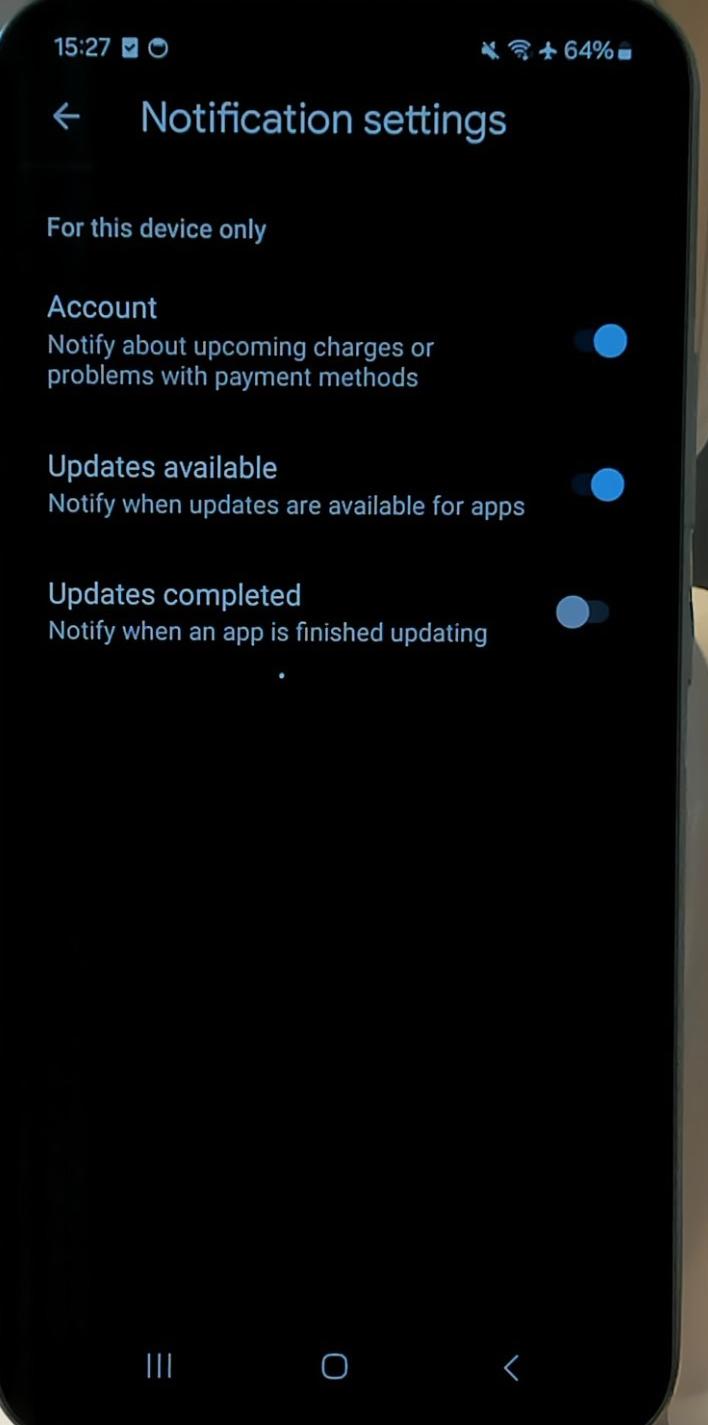 15:27
64%
Notification settings
For this device only
Account
Notify about upcoming charges or
problems with payment methods
Updates available
Notify when updates are available for apps
Updates completed
Notify when an app is finished updating